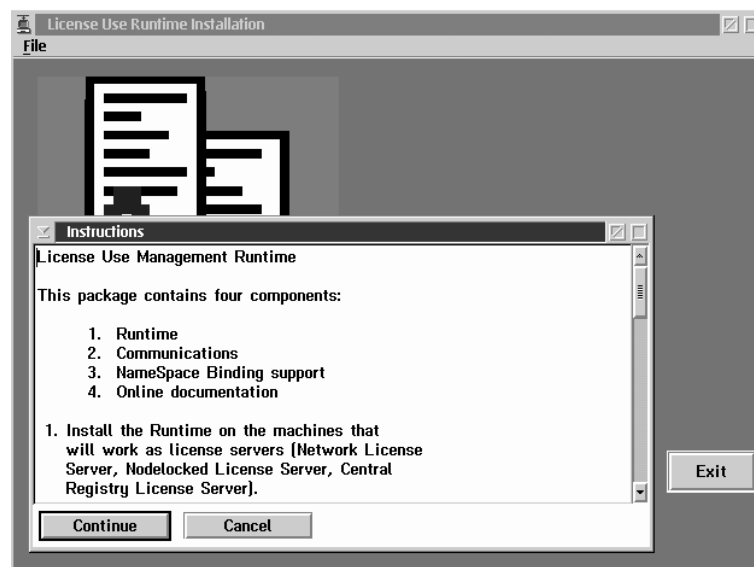 License Use Runtime Installation
File
Instructions
License Use Management Runtime
This package contains four components:
1. Runtime
2. Communications
3. NameSpace Binding support
4. Online documentation
1. Install the Runtime on the machines that
will work as license servers (Network License
Server, Nodelocked License Server, Central
Registry License Server).
Continue
Cancel
Exit